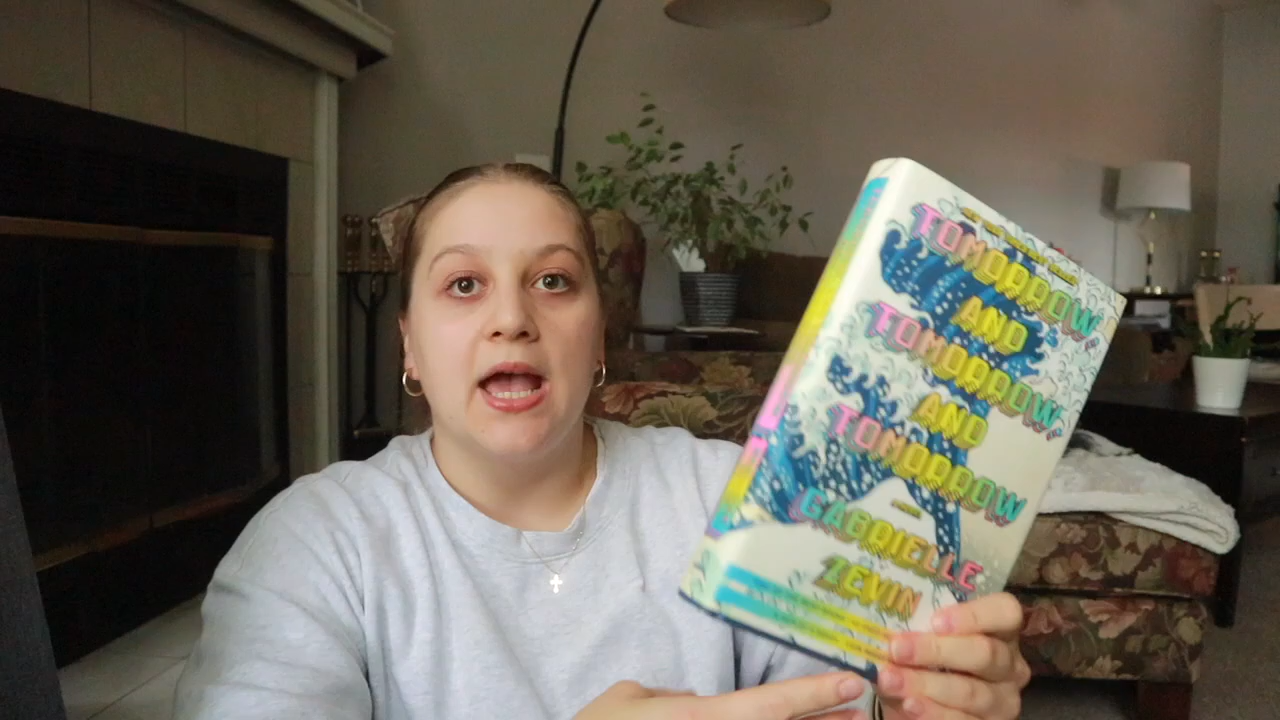 TOMORROW,
AND
TOMORROW,
AND
TOMORROW
GABRIELLE
ZEVIN